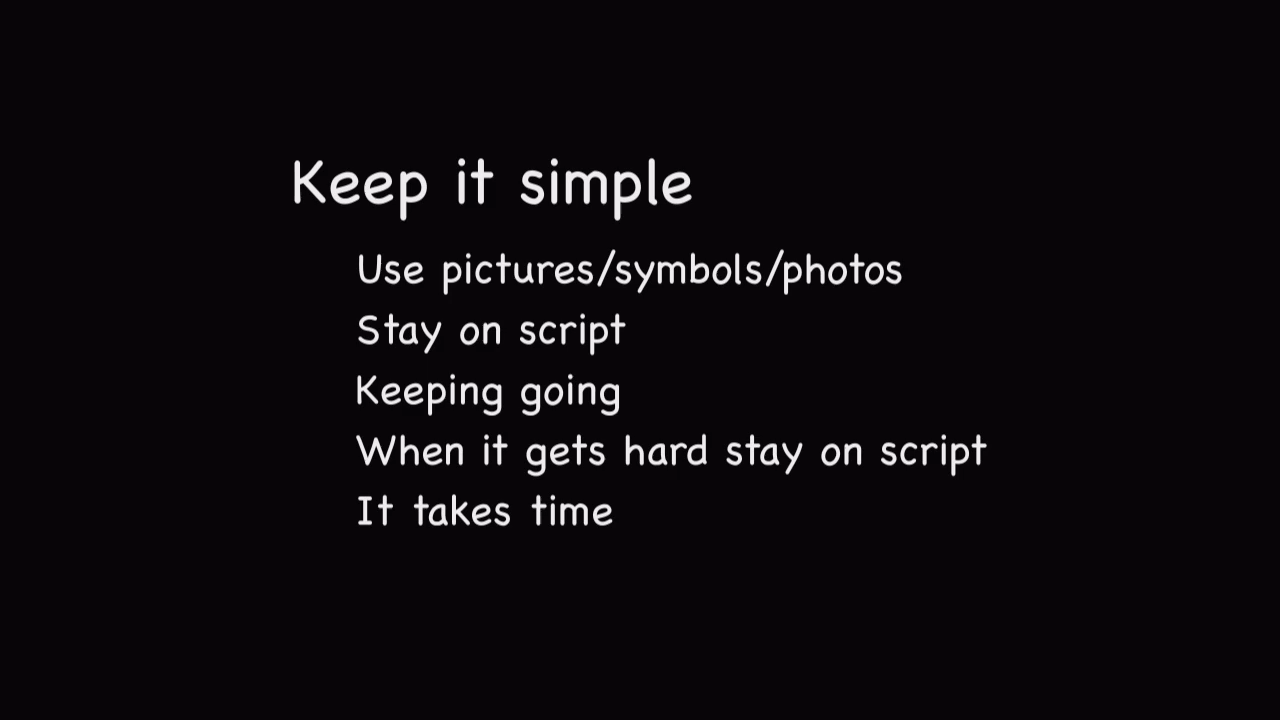 Keep it simple
Use pictures/symbols/photos
Stay on script
Keeping going
When it gets hard stay on script
It takes time